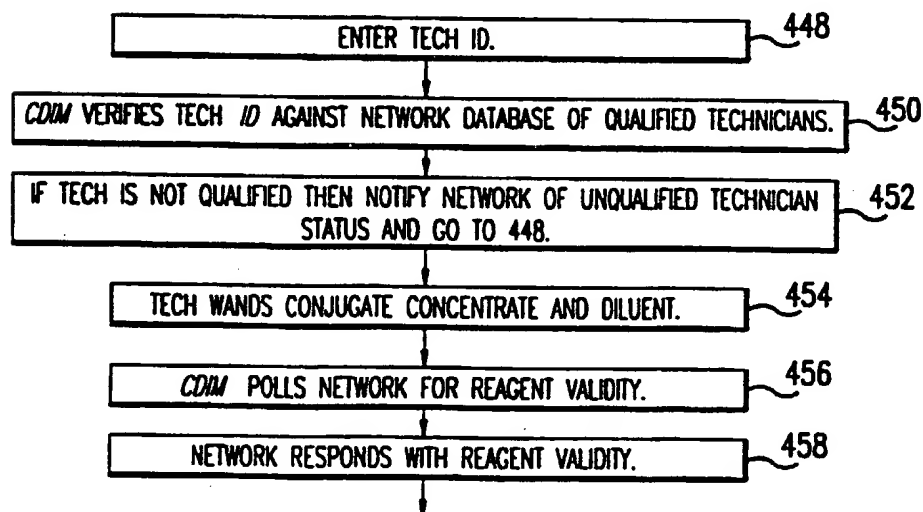 ENTER TECH ID.
448
CDIM VERIFIES TECH ID AGAINST NETWORK DATABASE OF QUALIFIED TECHNICIANS.
450
IF TECH IS NOT QUALIFIED THEN NOTIFY NETWORK OF UNQUALIFIED TECHNICIAN
STATUS AND GO TO 448.
452
TECH WANDS CONJUGATE CONCENTRATE AND DILUENT.
454
CDIM POLLS NETWORK FOR REAGENT VALIDITY.
456
NETWORK RESPONDS WITH REAGENT VALIDITY.
458